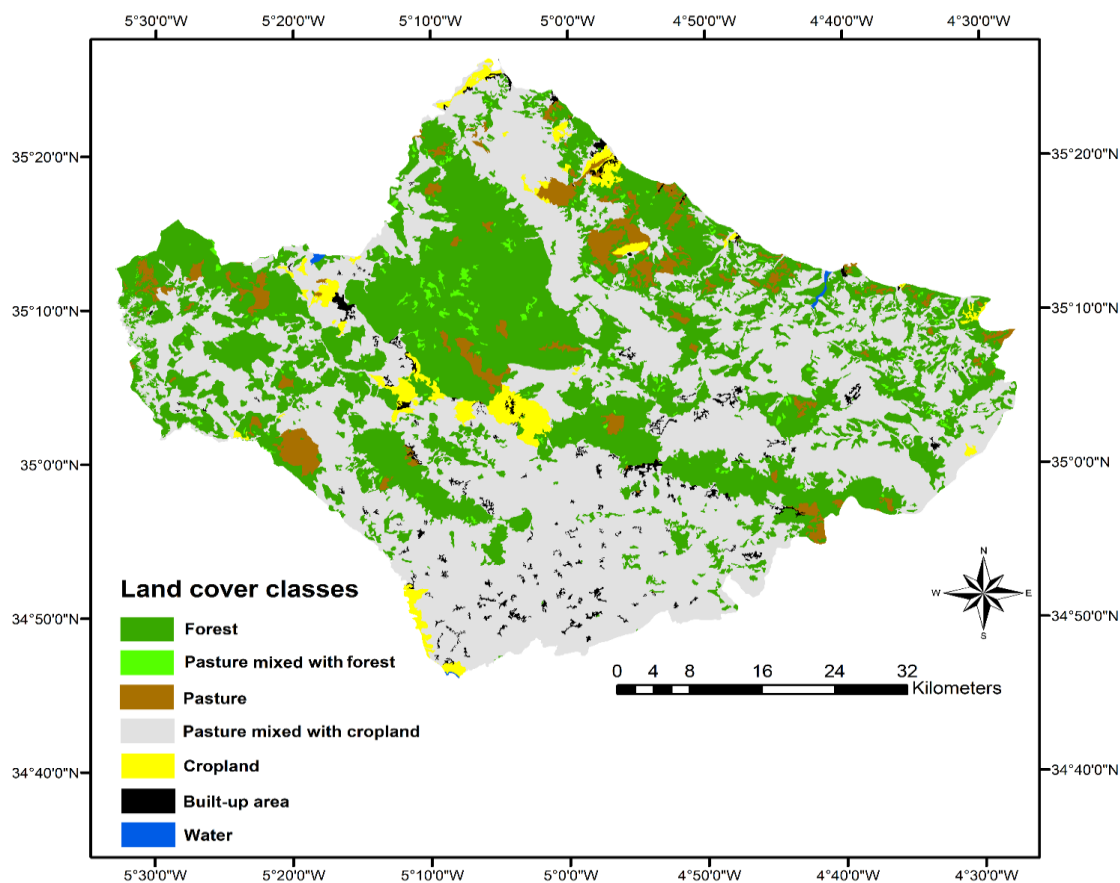 5°30'0"W 5°20'0"W 5°10'0"W 5°0'0"W 4°50'0"W 4°40'0"W 4°30'0"W
35°20'0"N 35°20'0"N
35°10'0"N 35°10'0"N
35°0'0"N 35°0'0"N
N
Land cover classes
W E
34°50'0"N 34°50'0"N
S
Forest
Pasture mixed with forest
0 4 8 16 24 32
Kilometers
Pasture
Pasture mixed with cropland
Cropland
34°40'0"N 34°40'0"N
Built-up area
Water
5°30'0"W 5°20'0"W 5°10'0"W 5°0'0"W 4°50'0"W 4°40'0"W 4°30'0"W